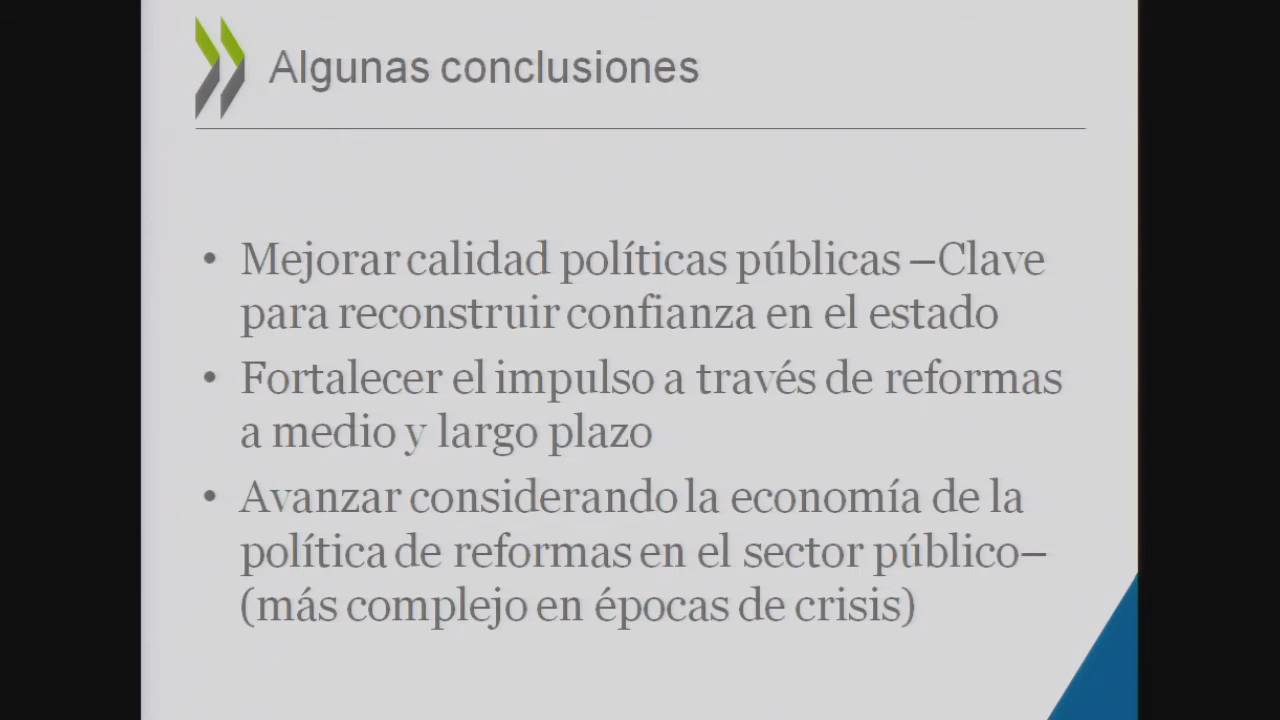 Algunas conclusiones
• Mejorar calidad políticas públicas –Clave
para reconstruir confianza en el estado
• Fortalecer el impulso a través de reformas
a medio y largo plazo
• Avanzar considerando la economía de la
política de reformas en el sector público–
(más complejo en épocas de crisis)